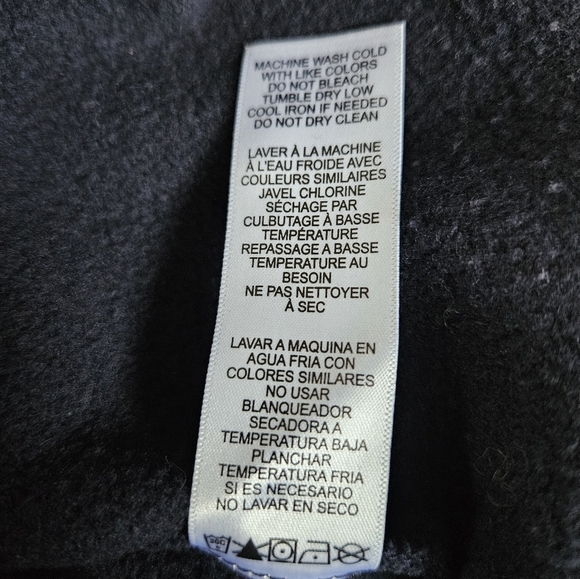 MACHINE WASH COLD
WITH LIKE COLORS
DO NOT BLEACH
TUMBLE DRY LOW
COOL IRON IF NEEDED
DO NOT DRY CLEAN
LAVER À LA MACHINE
À L'EAU FROIDE AVEC
COULEURS SIMILAIRES
JAVEL CHLORINE
SÉCHAGE PAR
CULBUTAGE À BASSE
TEMPÉRATURE
REPASSAGE A BASSE
TEMPERATURE AU
BESOIN
NE PAS NETTOYER
À SEC
LAVAR A MAQUINA EN
AGUA FRIA CON
COLORES SIMILARES
NO USAR
BLANQUEADOR
SECADORA A
TEMPERATURA BAJA
PLANCHAR
TEMPERATURA FRIA
SI ES NECESARIO
NO LAVAR EN SECO